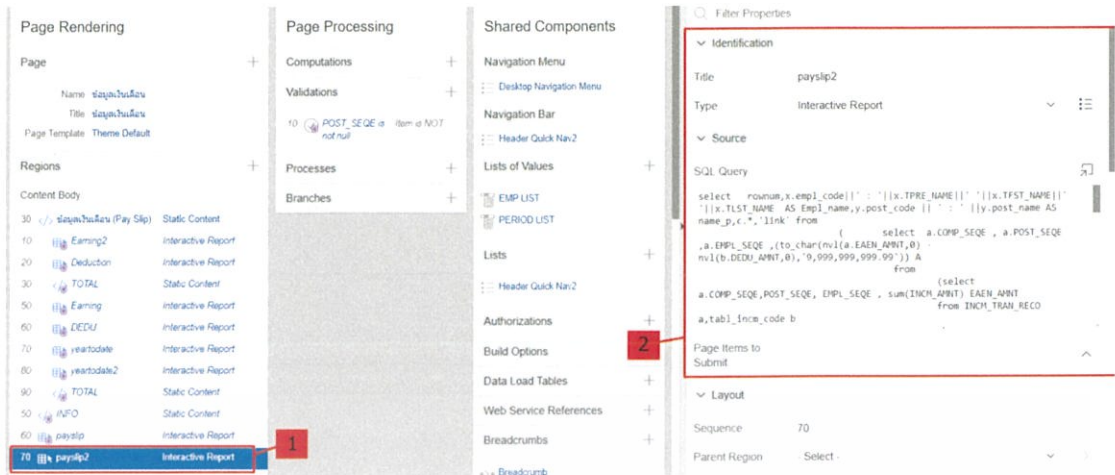 Page Rendering
Page
Name ข้อมูลเงินเดือน
Title ข้อมูลเงินเดือน
Page Template Theme Default
Regions
Content Body
30 ข้อมูลเงินเดือน (Pay Slip) Static Content
10 Earning2 Interactive Report
20 Deduction Interactive Report
30 TOTAL Static Content
50 Earning Interactive Report
60 DEDU Interactive Report
70 yeartodate Interactive Report
80 yeartodate2 Interactive Report
90 TOTAL Static Content
50 INFO Static Content
60 payslip Interactive Report
70 payslip2 Interactive Report
1
Page Processing
Computations
Validations
10 POST_SEQE is Item is NOT
not null
Processes
Branches
Shared Components
Navigation Menu
Desktop Navigation Menu
Navigation Bar
Header Quick Nav2
Lists of Values
EMP LIST
PERIOD LIST
Lists
Header Quick Nav2
Authorizations
Build Options
Data Load Tables
Web Service References
Breadcrumbs
Breadcrumb
2
Filter Properties
Identification
Title payslip2
Type Interactive Report
Source
SQL Query
select rownum,x.empl_code||' : '||x.TPRE_NAME||' '||x.TFST_NAME||'
'||x.TLST_NAME AS Empl_name,y.post_code || ' : ' ||y.post_name AS
name_p,c.*,'link' from
( select a.COMP_SEQE , a.POST_SEQE
,a.EMPL_SEQE ,(to_char(nvl(a.EAEN_AMNT,0) -
nvl(b.DEDU_AMNT,0),'9,999,999,999.99')) A
from
(select
a.COMP_SEQE,POST_SEQE, EMPL_SEQE , sum(INCM_AMNT) EAEN_AMNT
from INCM_TRAN_RECO
a,tabl_incm_code b
Page Items to
Submit
Layout
Sequence 70
Parent Region - Select -